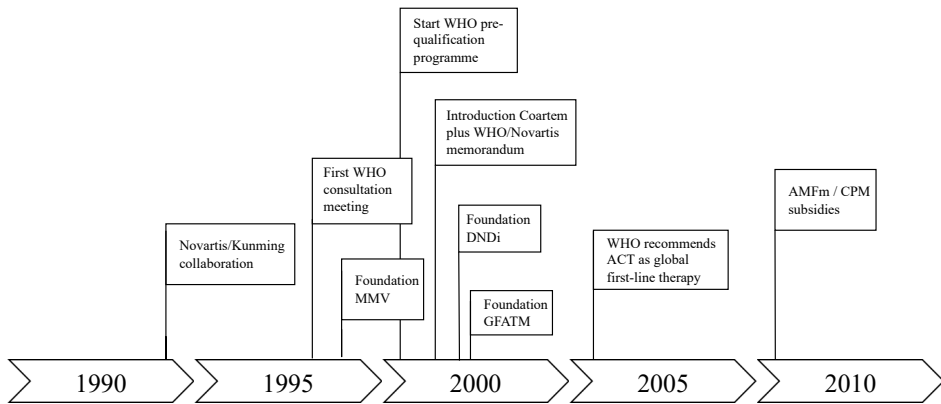 Start WHO pre-
qualification
programme
Introduction Coartem
plus WHO/Novartis
memorandum
First WHO
consultation
meeting
AMFm / CPM
subsidies
Novartis/Kunming
collaboration
Foundation
DNDi
WHO recommends
ACT as global
first-line therapy
Foundation
MMV
Foundation
GFATM
1990
1995
2000
2005
2010